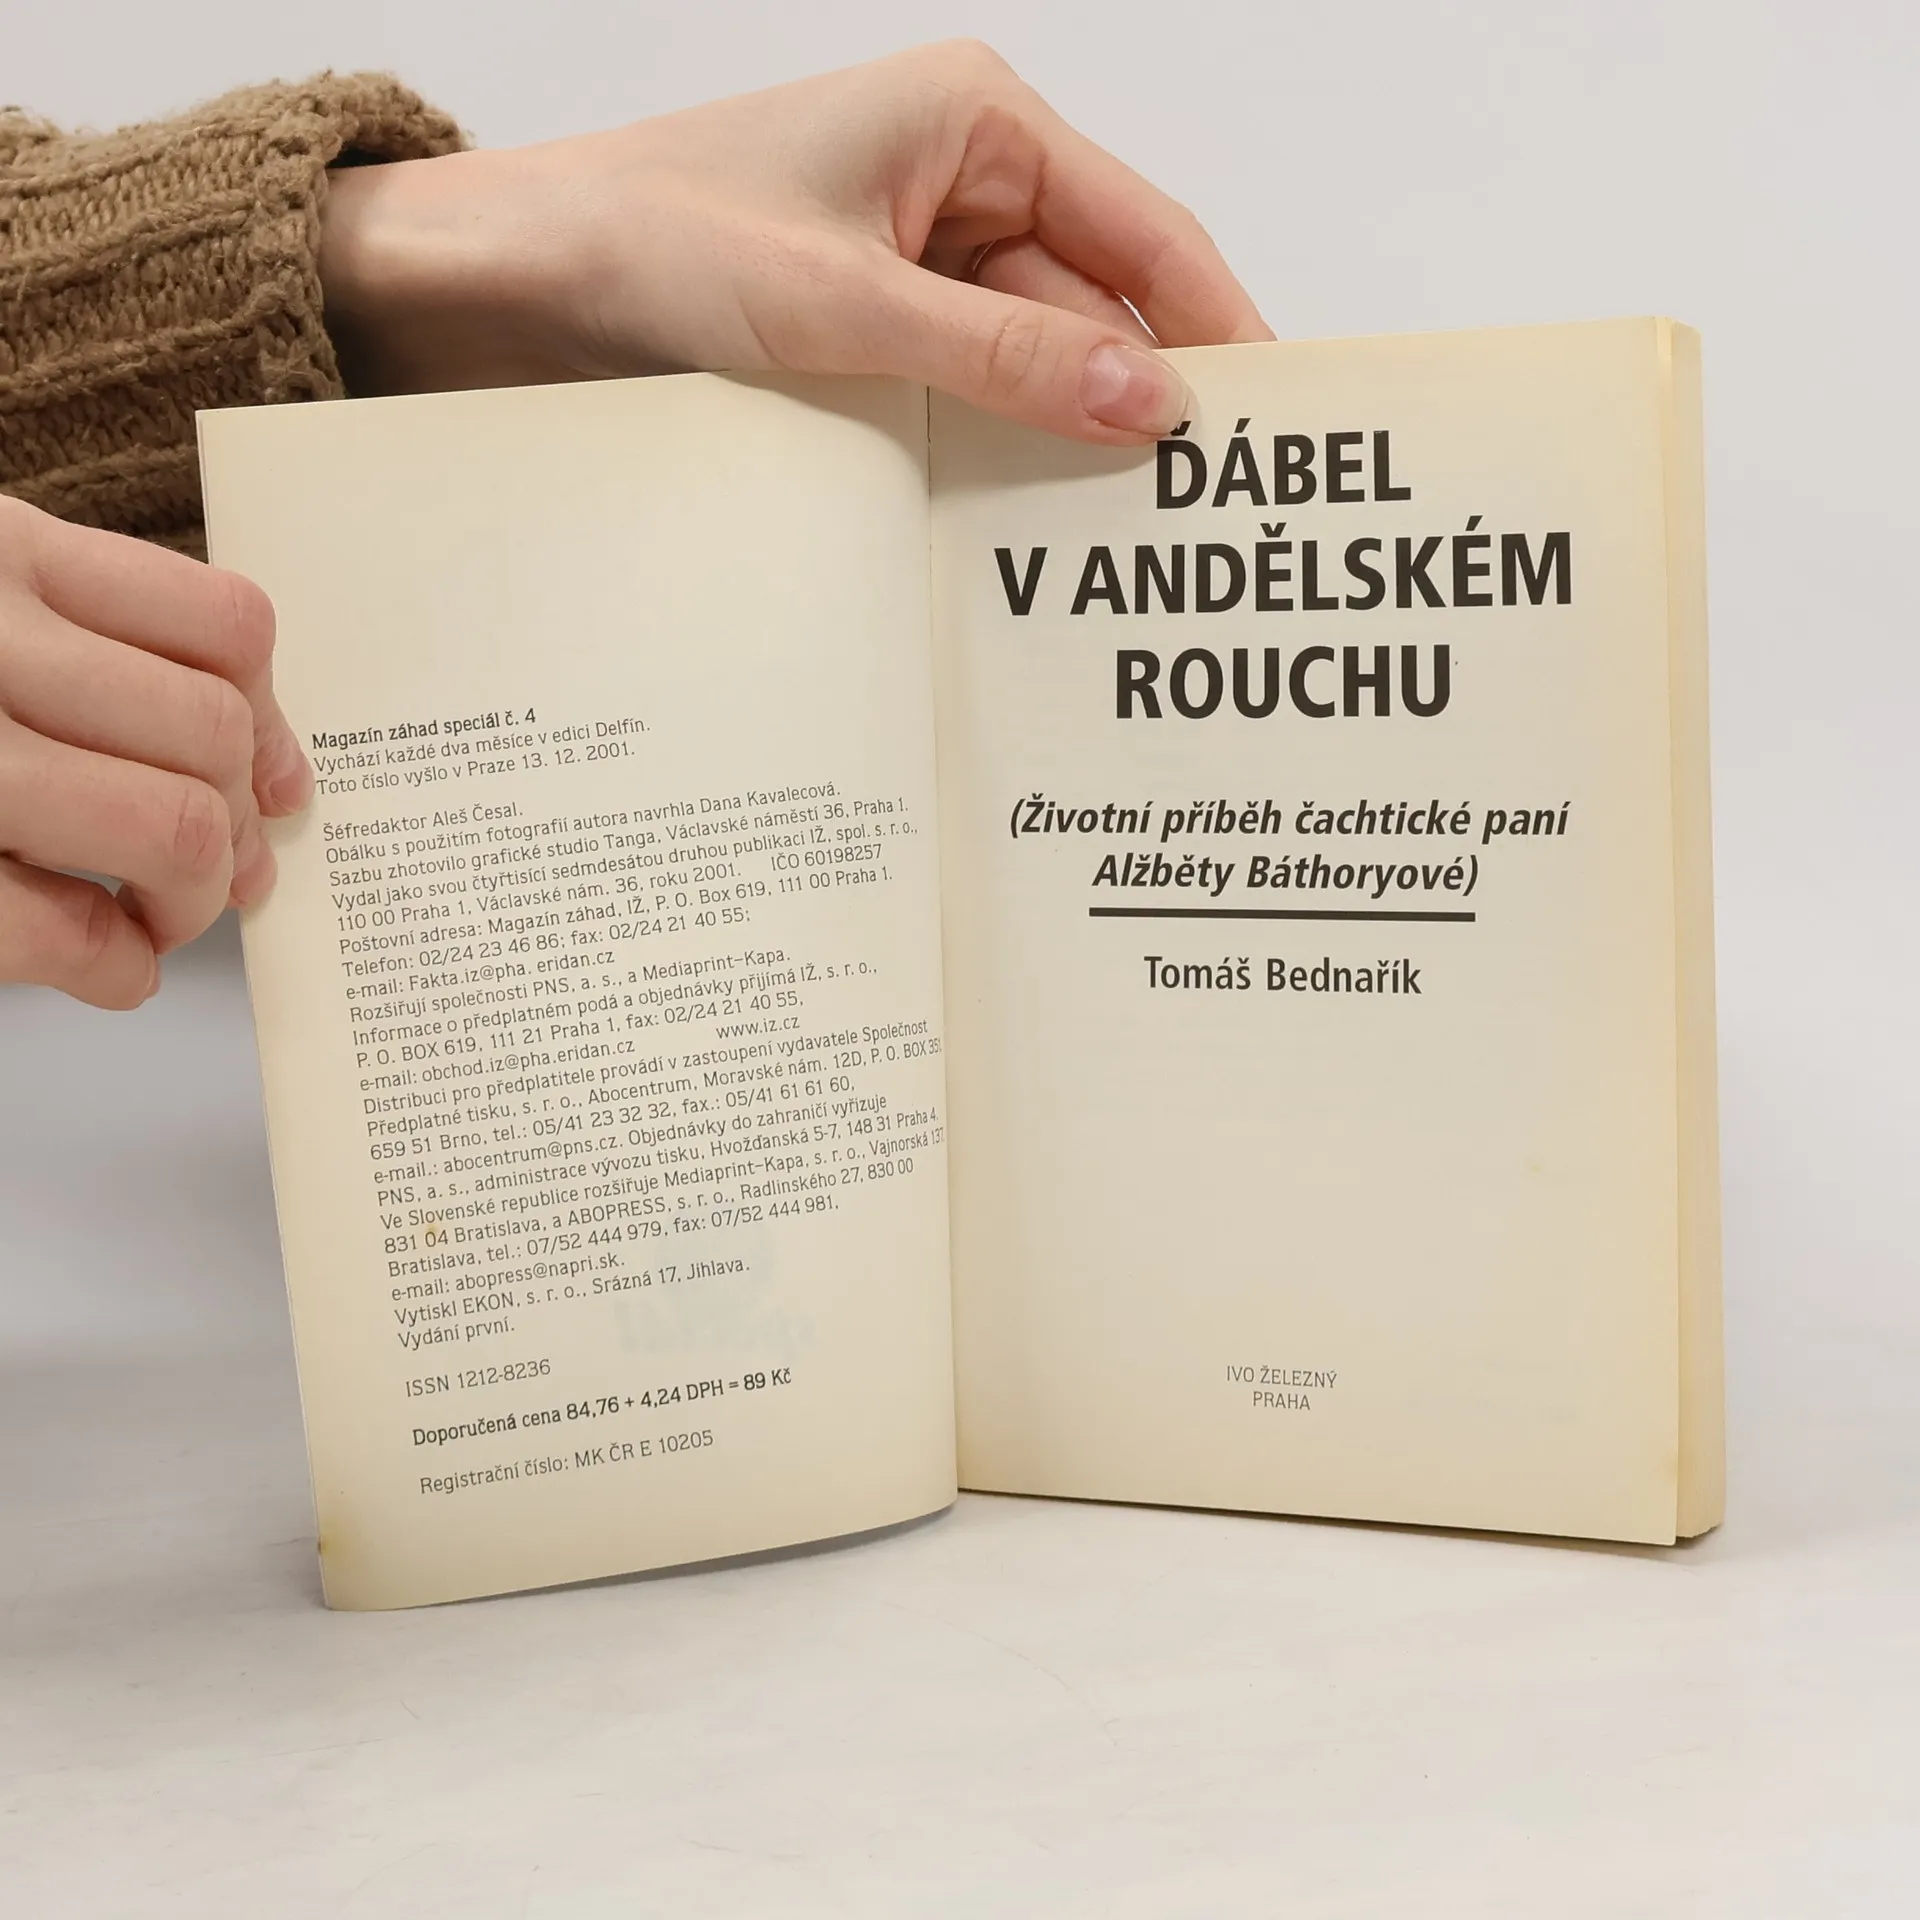 Magazín záhad speciál č. 4
Vychází každé dva měsíce v edici Delfín.
Toto číslo vyšlo v Praze 13. 12. 2001.
Šéfredaktor Aleš Česal.
Obálku s použitím fotografií autora navrhla Dana Kavalecová.
Sazbu zhotovilo grafické studio Tanga, Václavské náměstí 36, Praha 1.
Vydal jako svou čtyřtisící sedmdesátou druhou publikaci IŽ, spol. s. r. o.,
110 00 Praha 1, Václavské nám. 36, roku 2001. IČO 60198257
Poštovní adresa: Magazín záhad, IŽ, P. O. Box 619, 111 00 Praha 1.
Telefon: 02/24 23 46 86; fax: 02/24 21 40 55;
e-mail: Fakta.iz@pha. eridan.cz
Rozšiřují společnosti PNS, a. s., a Mediaprint-Kapa.
Informace o předplatném podá a objednávky přijímá IŽ, s. r. o.,
P. O. BOX 619, 111 21 Praha 1, fax: 02/24 21 40 55,
e-mail: obchod.iz@pha.eridan.cz www.iz.cz
Distribuci pro předplatitele provádí v zastoupení vydavatele Společnost
Předplatné tisku, s. r. o., Abocentrum, Moravské nám. 12D, P. O. BOX 351,
659 51 Brno, tel.: 05/41 23 32 32, fax.: 05/41 61 61 60,
e-mail.: abocentrum@pns.cz. Objednávky do zahraničí vyřizuje
PNS, a. s., administrace vývozu tisku, Hvožďanská 5-7, 148 31 Praha 4.
Ve Slovenské republice rozšiřuje Mediaprint-Kapa, s. r. o., Vajnorská 137,
831 04 Bratislava, a ABOPRESS, s. r. o., Radlinského 27, 830 00
Bratislava, tel.: 07/52 444 979, fax: 07/52 444 981,
e-mail: abopress@napri.sk.
Vytiskl EKON, s. r. o., Srázná 17, Jihlava.
Vydání první.
ISSN 1212-8236
Doporučená cena 84,76 + 4,24 DPH = 89 Kč
Registrační číslo: MK ČR E 10205
ĎÁBEL
V ANDĚLSKÉM
ROUCHU
(Životní příběh čachtické paní
Alžběty Báthoryové)
Tomáš Bednařík
IVO ŽELEZNÝ
PRAHA